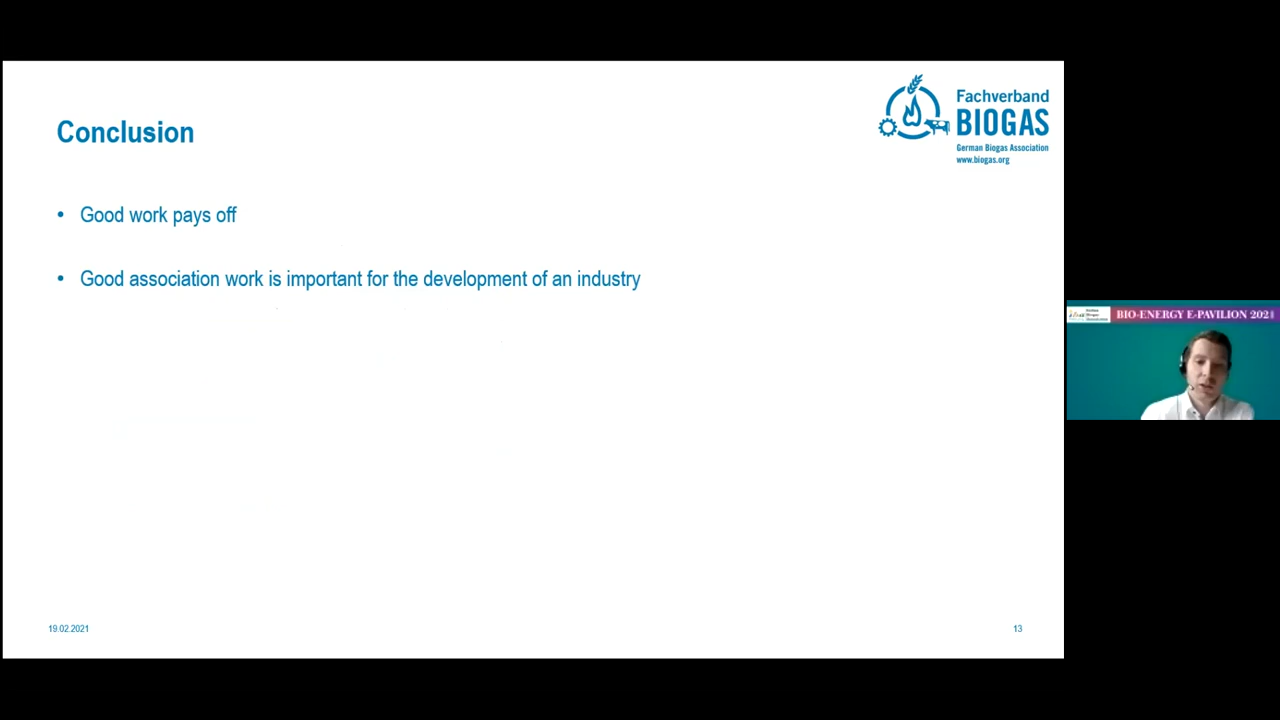 Conclusion
Fachverband
BIOGAS
German Biogas Association
www.biogas.org
• Good work pays off
• Good association work is important for the development of an industry
BIO-ENERGY E-PAVILION 2021
19.02.2021
13